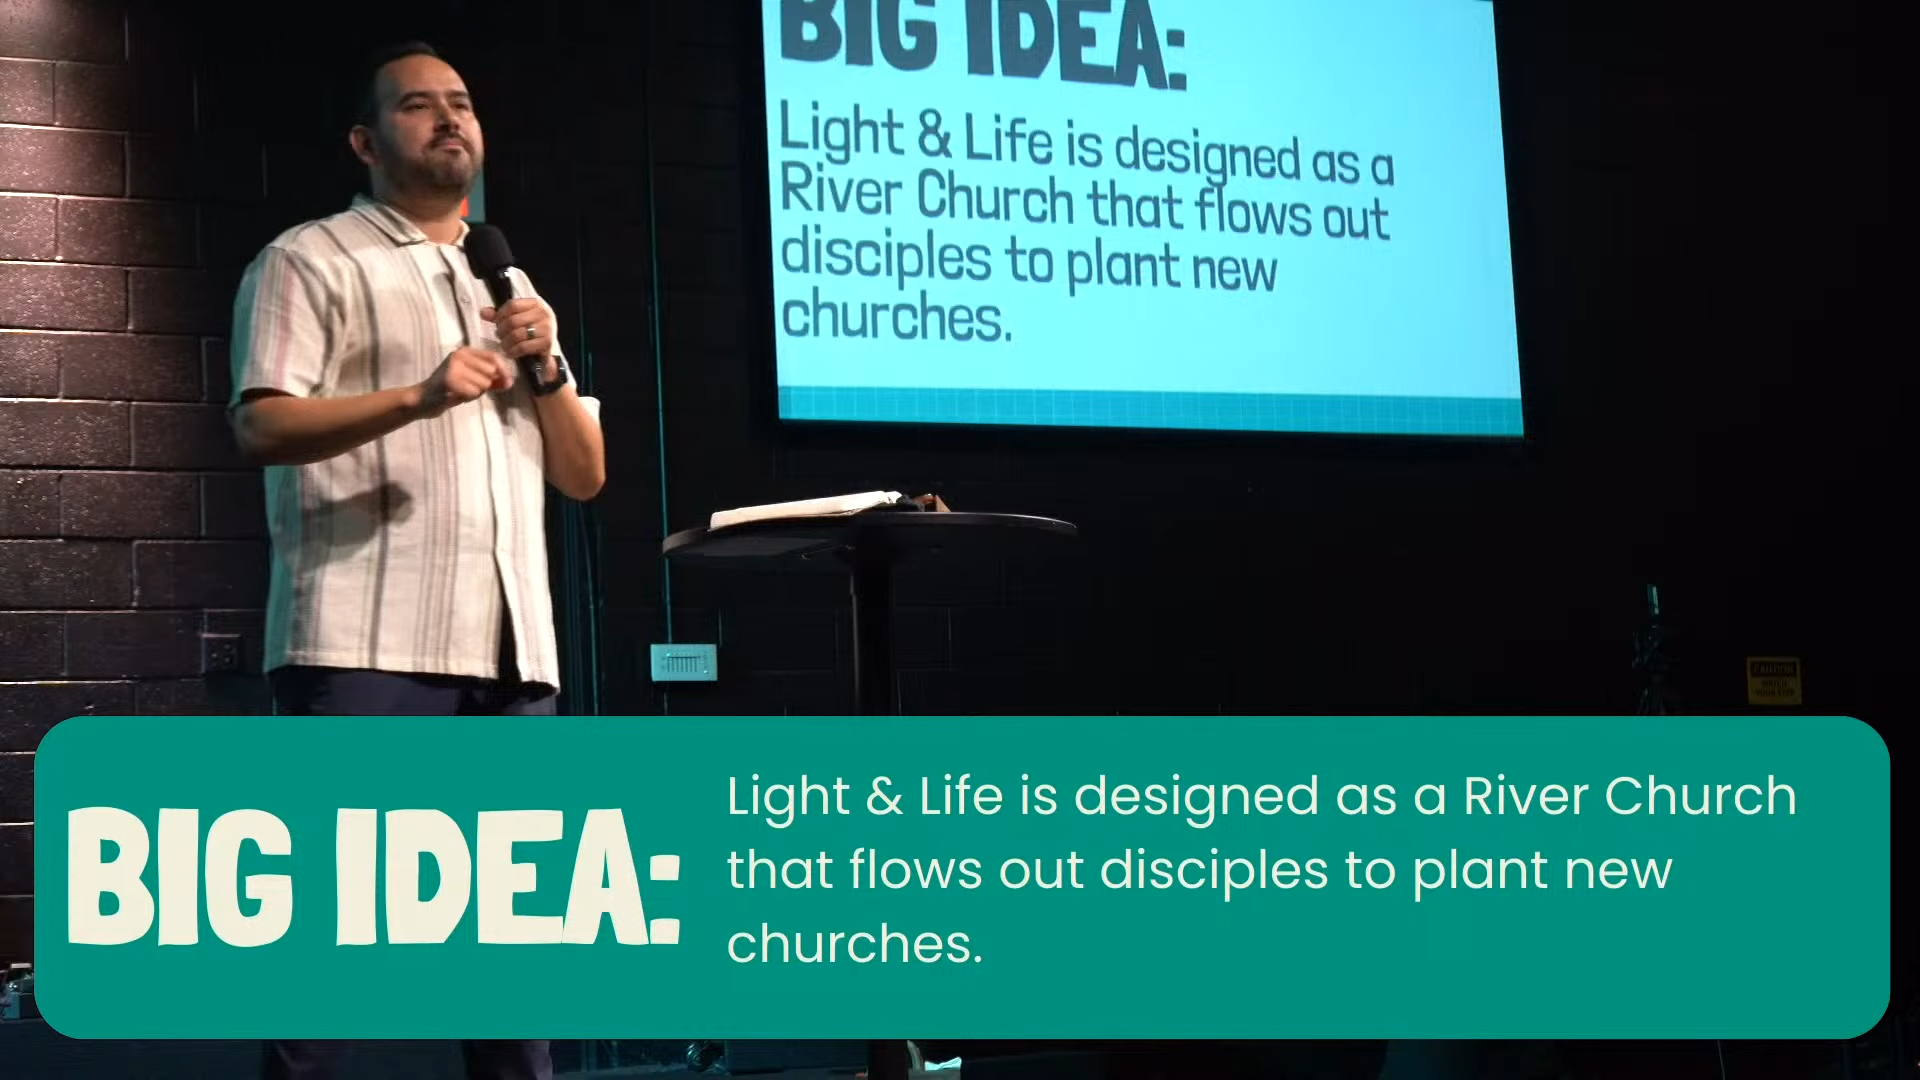 BIG IDEA:
Light & Life is designed as a
River Church that flows out
disciples to plant new
churches.
BIG IDEA:
Light & Life is designed as a River Church
that flows out disciples to plant new
churches.